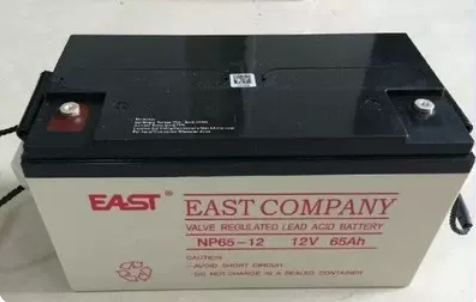 EAST ®
EAST COMPANY
VALVE REGULATED LEAD ACID BATTERY
NP65-12 12V 65Ah
CAUTION:
-AVOID SHORT CIRCUIT
-DO NOT CHARGE IN A SEALED CONTAINER